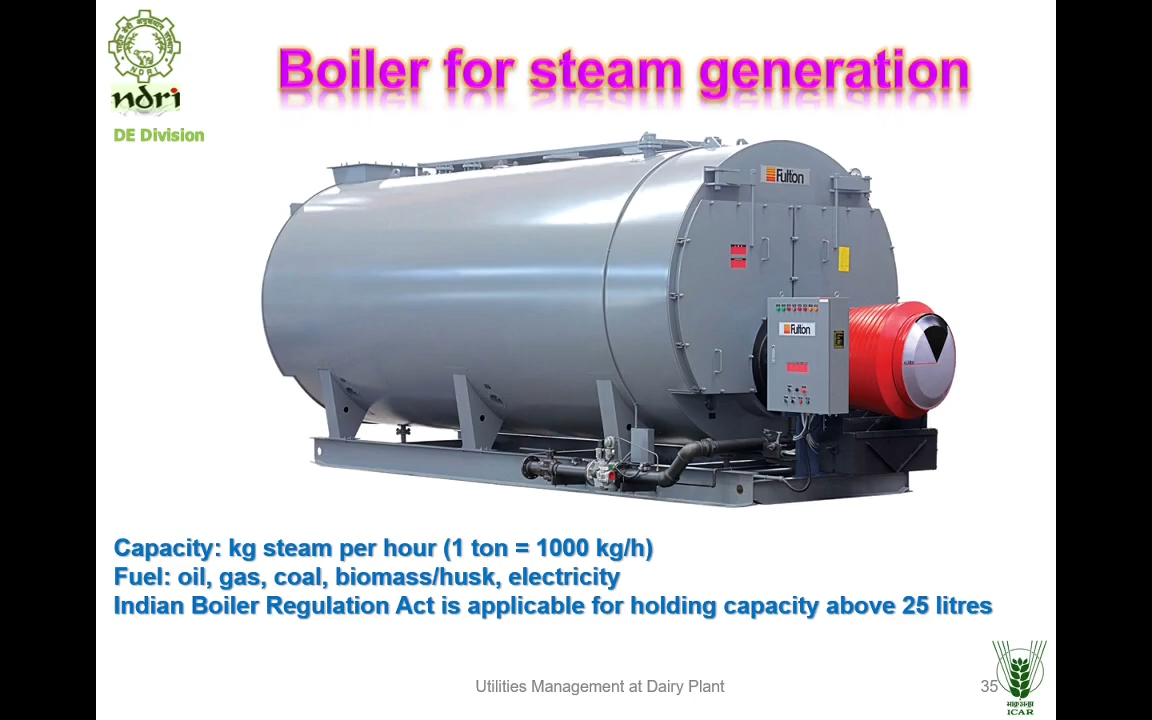 NDRI
ndri
DE Division
Boiler for steam generation
Fulton
Fulton
Capacity: kg steam per hour (1 ton = 1000 kg/h)
Fuel: oil, gas, coal, biomass/husk, electricity
Indian Boiler Regulation Act is applicable for holding capacity above 25 litres
Utilities Management at Dairy Plant
35
ICAR